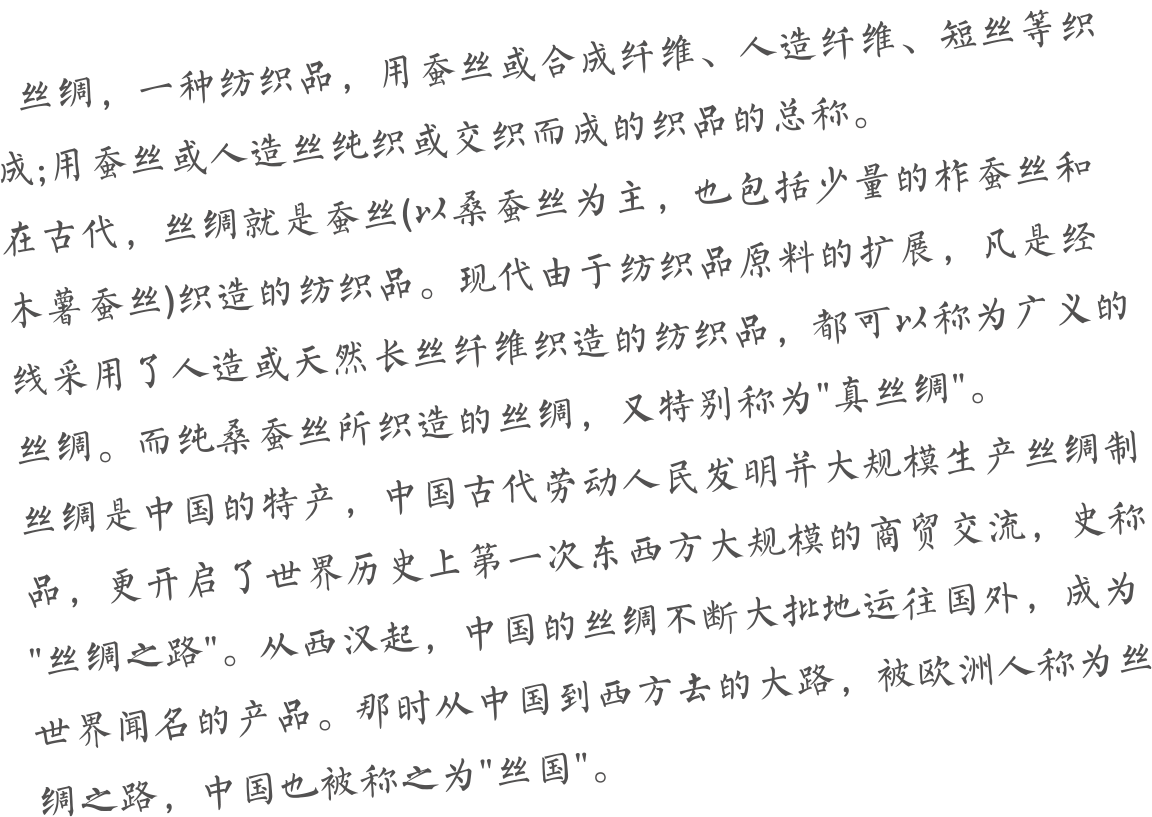 丝绸，一种纺织品，用蚕丝或合成纤维、人造纤维、短丝等织
成;用蚕丝或人造丝纯织或交织而成的织品的总称。
在古代，丝绸就是蚕丝(以桑蚕丝为主，也包括少量的柞蚕丝和
木薯蚕丝)织造的纺织品。现代由于纺织品原料的扩展，凡是经
线采用了人造或天然长丝纤维织造的纺织品，都可以称为广义的
丝绸。而纯桑蚕丝所织造的丝绸，又特别称为"真丝绸"。
丝绸是中国的特产，中国古代劳动人民发明并大规模生产丝绸制
品，更开启了世界历史上第一次东西方大规模的商贸交流，史称
"丝绸之路"。从西汉起，中国的丝绸不断大批地运往国外，成为
世界闻名的产品。那时从中国到西方去的大路，被欧洲人称为丝
绸之路，中国也被称之为"丝国"。